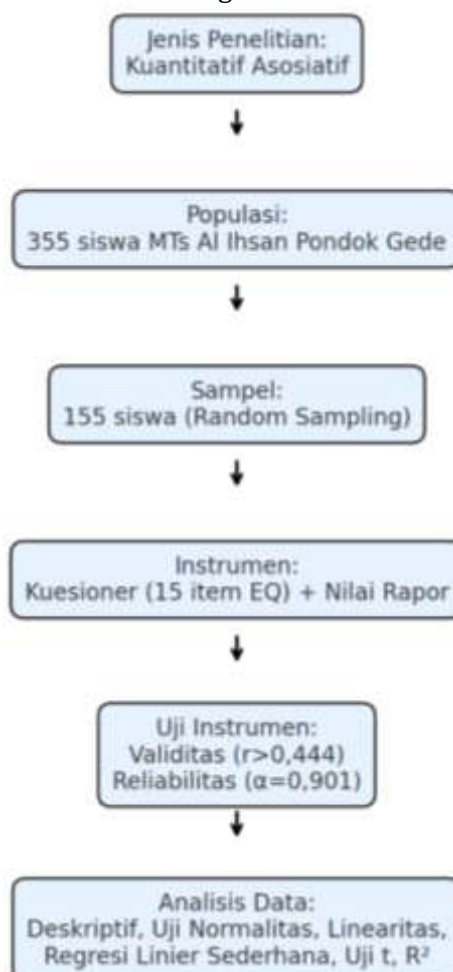 Jenis Penelitian:
Kuantitatif Asosiatif
Populasi:
355 siswa MTs Al Ihsan Pondok Gede
Sampel:
155 siswa (Random Sampling)
Instrumen:
Kuesioner (15 item EQ) + Nilai Rapor
Uji Instrumen:
Validitas (r>0,444)
Reliabilitas (α=0,901)
Analisis Data:
Deskriptif, Uji Normalitas, Linearitas,
Regresi Linier Sederhana, Uji t, R²